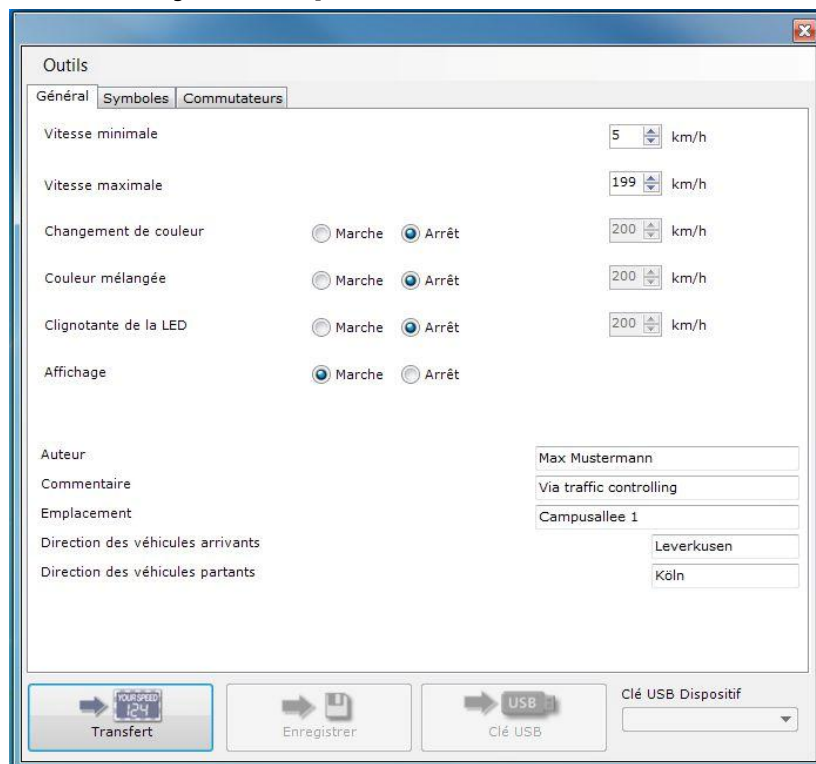 Outils
Général Symboles Commutateurs
Vitesse minimale 5 km/h
Vitesse maximale 199 km/h
Changement de couleur Marche Arrêt 200 km/h
Couleur mélangée Marche Arrêt 200 km/h
Clignotante de la LED Marche Arrêt 200 km/h
Affichage Marche Arrêt
Auteur Max Mustermann
Commentaire Via traffic controlling
Emplacement Campusallee 1
Direction des véhicules arrivants Leverkusen
Direction des véhicules partants Köln
YOUR SPEED
124
Transfert
Enregistrer
USB
Clé USB
Clé USB Dispositif